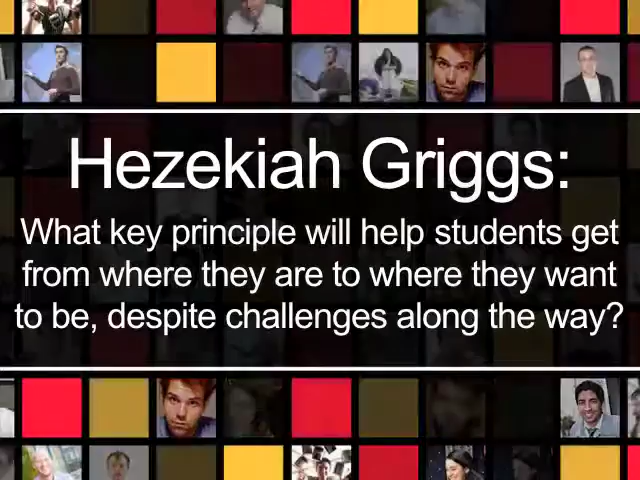 Hezekiah Griggs:
What key principle will help students get
from where they are to where they want
to be, despite challenges along the way?